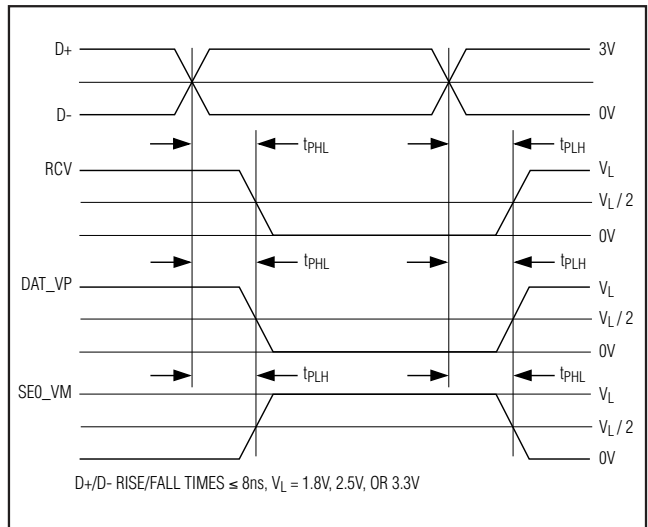 D+ 3V
D- 0V
tPHL tPLH
RCV VL
VL / 2
0V
tPHL tPLH
DAT_VP VL
VL / 2
0V
tPLH tPHL
SE0_VM VL
VL / 2
0V
D+/D- RISE/FALL TIMES ≤ 8ns, VL = 1.8V, 2.5V, OR 3.3V